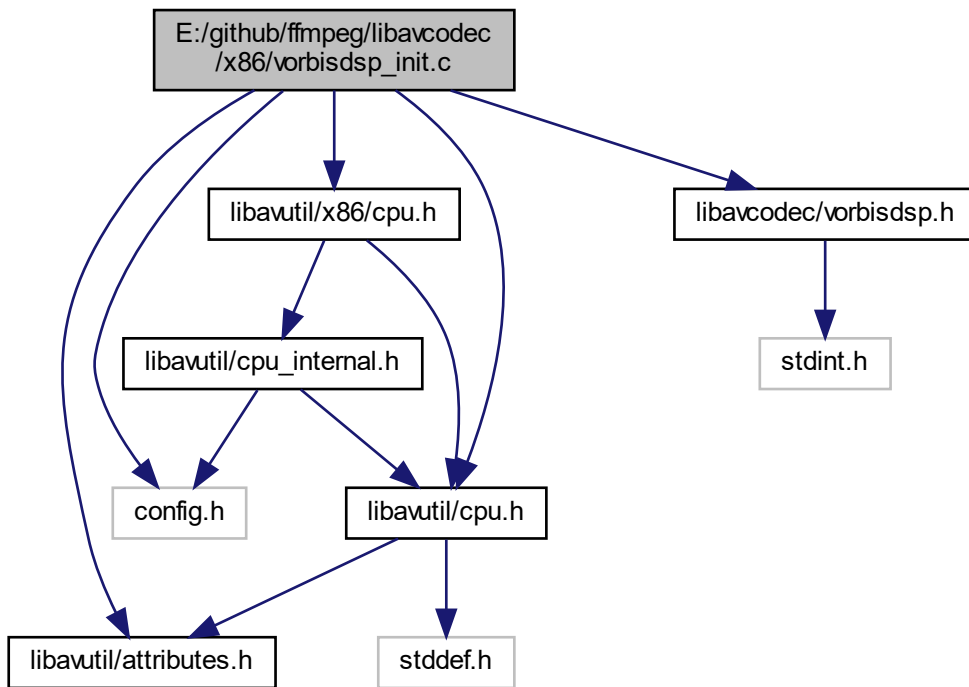 E:/github/ffmpeg/libavcodec
/x86/vorbisdsp_init.c
libavutil/x86/cpu.h
libavcodec/vorbisdsp.h
libavutil/cpu_internal.h
stdint.h
config.h
libavutil/cpu.h
libavutil/attributes.h
stddef.h